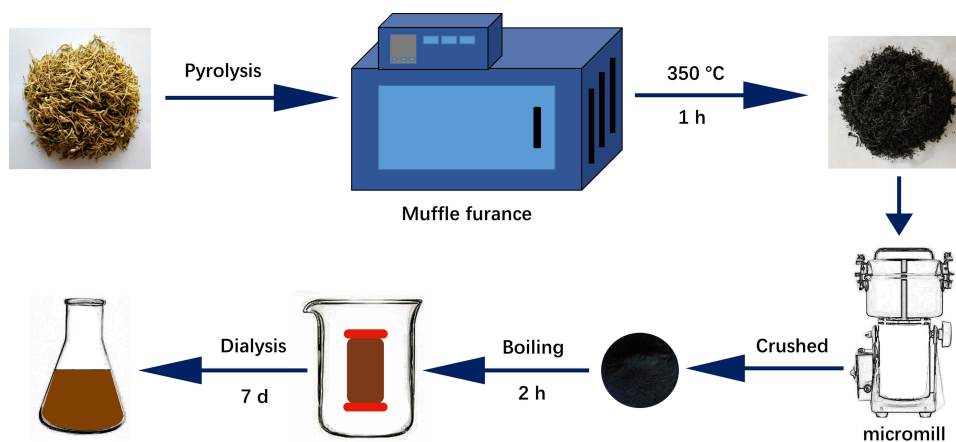 Pyrolysis
350 °C
1 h
Muffle furance
Crushed
micromill
Boiling
2 h
Dialysis
7 d